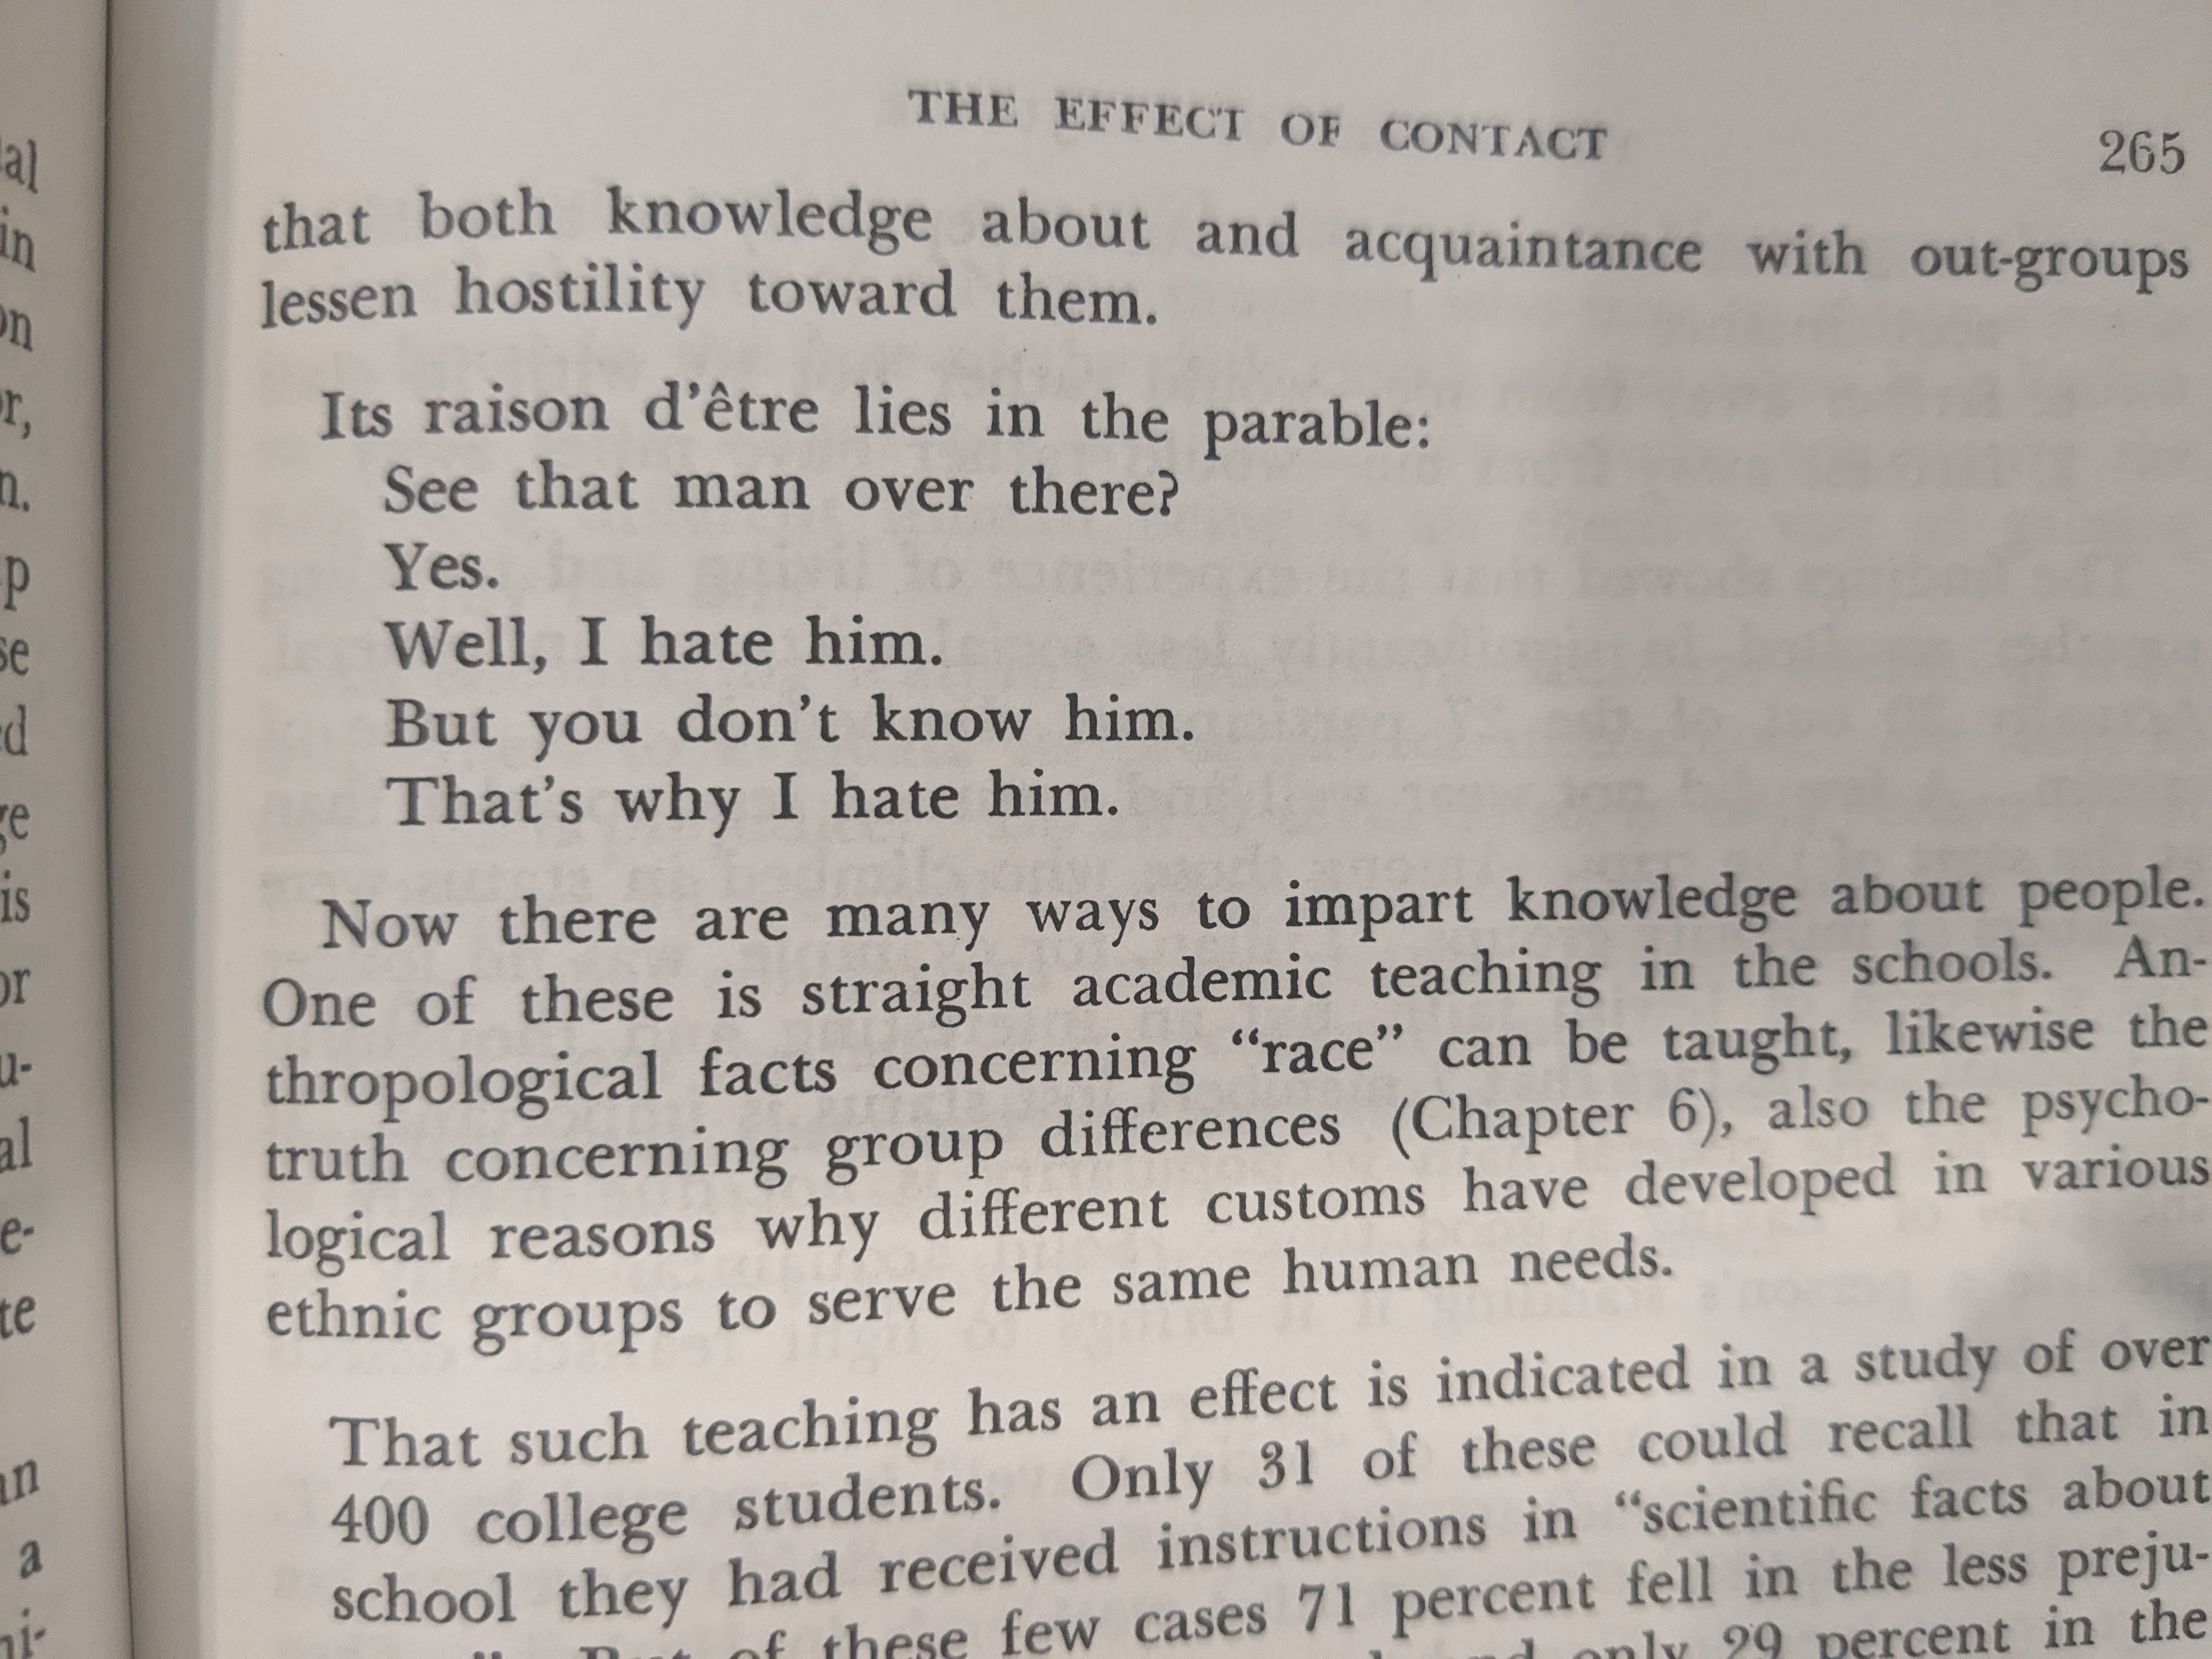 THE EFFECT OF CONTACT 265
that both knowledge about and acquaintance with out-groups
lessen hostility toward them.
Its raison d'être lies in the parable:
See that man over there?
Yes.
Well, I hate him.
But you don't know him.
That's why I hate him.
Now there are many ways to impart knowledge about people.
One of these is straight academic teaching in the schools. An-
thropological facts concerning “race” can be taught, likewise the
truth concerning group differences (Chapter 6), also the psycho-
logical reasons why different customs have developed in various
ethnic groups to serve the same human needs.
That such teaching has an effect is indicated in a study of over
400 college students. Only 31 of these could recall that in
school they had received instructions in “scientific facts about
of these few cases 71 percent fell in the less preju-
only 29 percent in the